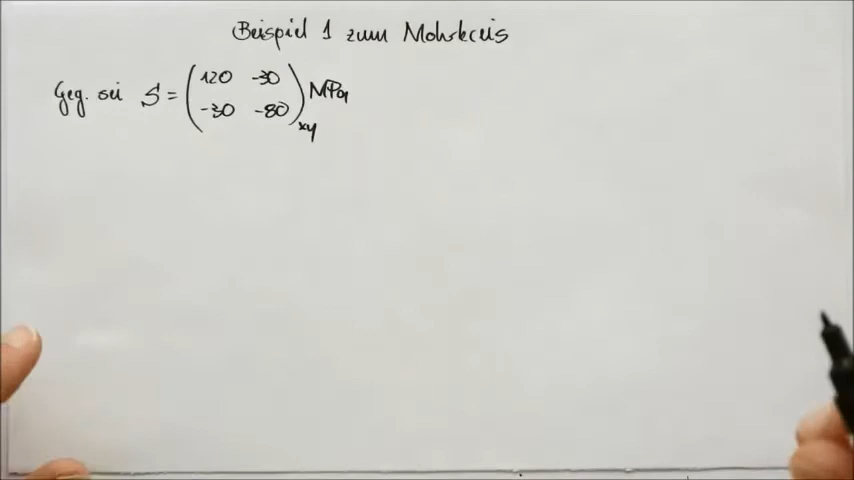 Beispiel 1 zum Mohrkreis
Geg. sei S = (120 -30
-30 -80)xy MPa